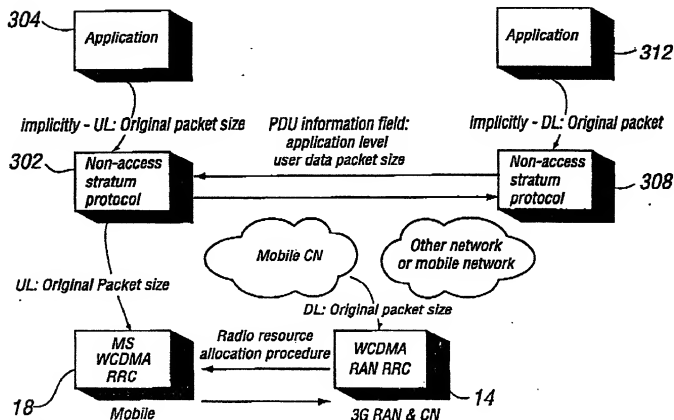 304
Application
Application
312
implicitly - UL: Original packet size
PDU information field:
application level
user data packet size
implicitly - DL: Original packet
302
Non-access
stratum
protocol
Non-access
stratum
protocol
308
Mobile CN
Other network
or mobile network
UL: Original Packet size
DL: Original packet size
MS
WCDMA
RRC
Radio resource
allocation procedure
WCDMA
RAN RRC
18
Mobile
14
3G RAN & CN